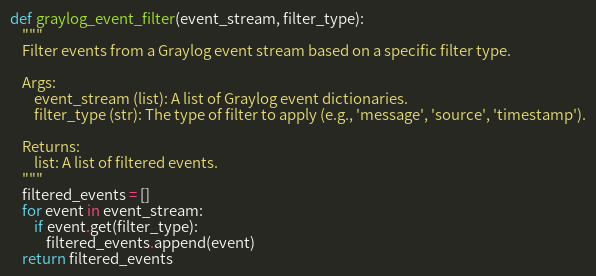 def graylog_event_filter(event_stream, filter_type):
    """
    Filter events from a Graylog event stream based on a specific filter type.

    Args:
        event_stream (list): A list of Graylog event dictionaries.
        filter_type (str): The type of filter to apply (e.g., 'message', 'source', 'timestamp').

    Returns:
        list: A list of filtered events.
    """
    filtered_events = []
    for event in event_stream:
        if event.get(filter_type):
            filtered_events.append(event)
    return filtered_events